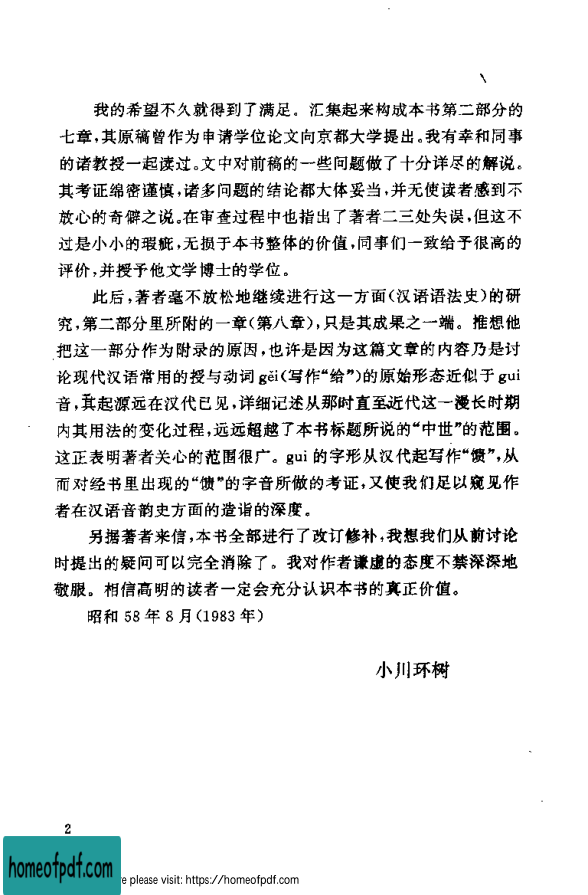 我的希望不久就得到了满足。汇集起来构成本书第二部分的
七章,其原稿曾作为申请学位论文向京都大学提出。我有幸和同事
的诸教授一起读过。文中对前稿的一些问题做了十分详尽的解说。
其考证绵密谨慎,诸多问题的结论都大体妥当,并无使读者感到不
放心的奇僻之说。在审查过程中也指出了著者二三处失误,但这不
过是小小的瑕疵,无损于本书整体的价值,同事们一致给予很高的
评价,并授予他文学博士的学位。
此后,著者毫不放松地继续进行这一方面(汉语语法史)的研
究,第二部分里所附的一章(第八章),只是其成果之一端。推想他
把这一部分作为附录的原因,也许是因为这篇文章的内容乃是讨
论现代汉语常用的授与动词gěi(写作“给”)的原始形态近似于gui
音,其起源远在汉代已见,详细记述从那时直至近代这一漫长时期
内其用法的变化过程,远远超越了本书标题所说的“中世”的范围。
这正表明著者关心的范围很广。gui 的字形从汉代起写作“馈”,从
而对经书里出现的“馈”的字音所做的考证,又使我们足以窥见作
者在汉语音韵史方面的造诣的深度。
另据著者来信,本书全部进行了改订修补,我想我们从前讨论
时提出的疑问可以完全消除了。我对作者谦虚的态度不禁深深地
敬服。相信高明的读者一定会充分认识本书的真正价值。
昭和 58 年 8 月(1983 年)
小川环树
2
homeofpdf.com
e please visit: https://homeofpdf.com